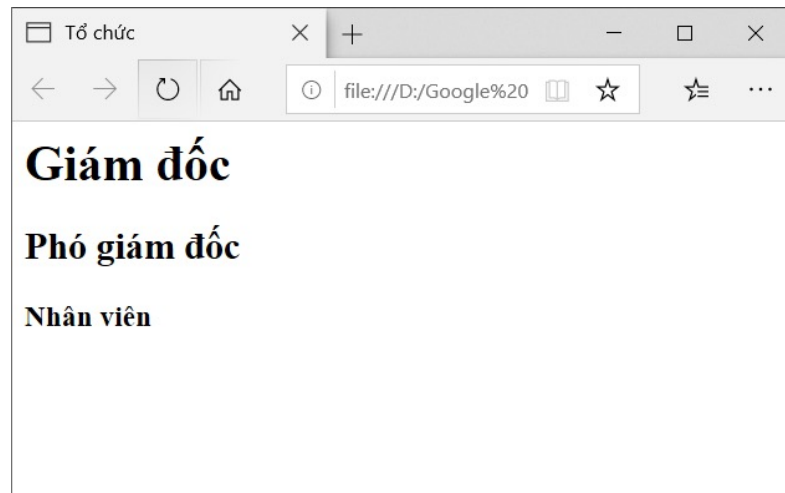 Tổ chức
file:///D:/Google%20
Giám đốc
Phó giám đốc
Nhân viên